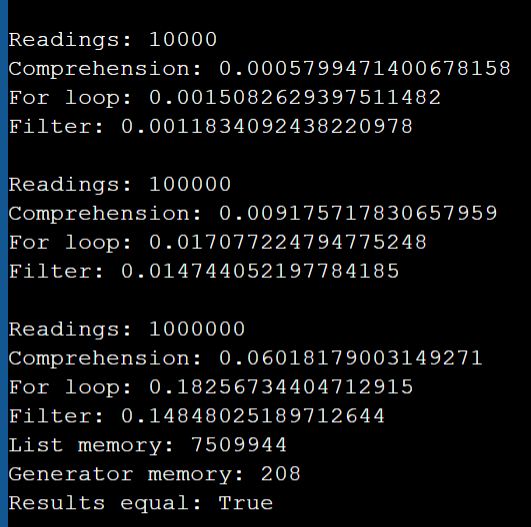 Readings: 10000
Comprehension: 0.0005799471400678158
For loop: 0.0015082629397511482
Filter: 0.0011834092438220978
Readings: 100000
Comprehension: 0.009175717830657959
For loop: 0.017077224794775248
Filter: 0.014744052197784185
Readings: 1000000
Comprehension: 0.06018179003149271
For loop: 0.18256734404712915
Filter: 0.14848025189712644
List memory: 7509944
Generator memory: 208
Results equal: True